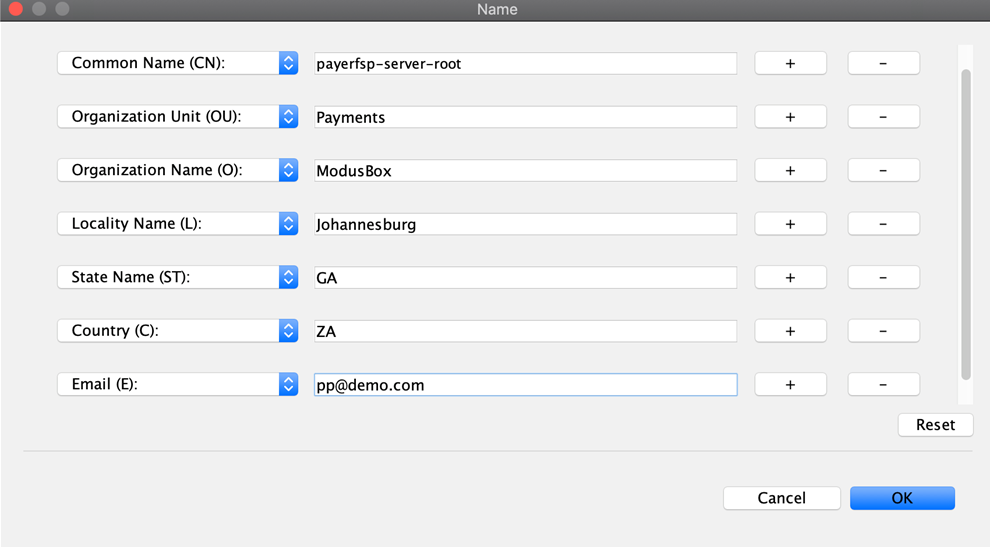 Name
Common Name (CN): payerfsp-server-root + -
Organization Unit (OU): Payments + -
Organization Name (O): ModusBox + -
Locality Name (L): Johannesburg + -
State Name (ST): GA + -
Country (C): ZA + -
Email (E): pp@demo.com + -
Reset
Cancel OK